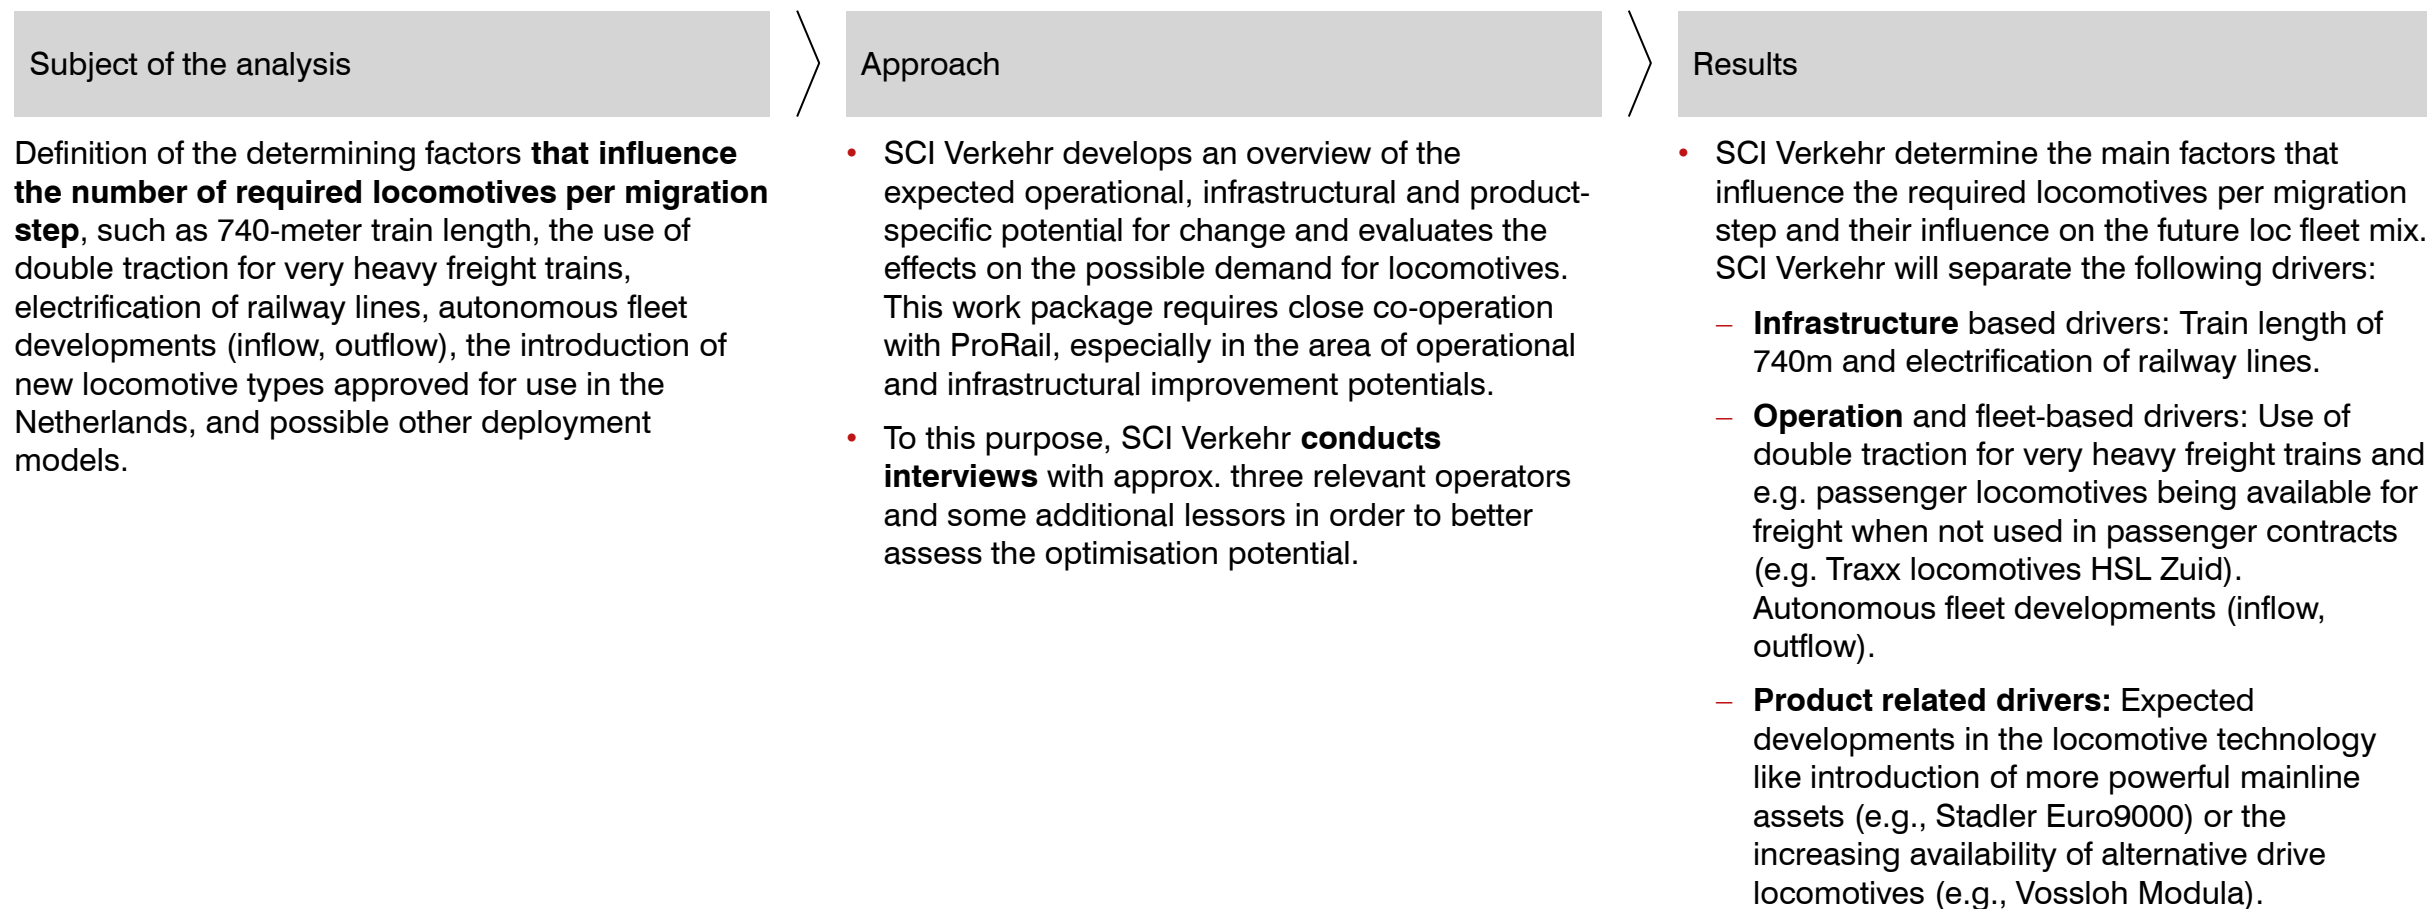 Subject of the analysis
Definition of the determining factors that influence
the number of required locomotives per migration
step, such as 740-meter train length, the use of
double traction for very heavy freight trains,
electrification of railway lines, autonomous fleet
developments (inflow, outflow), the introduction of
new locomotive types approved for use in the
Netherlands, and possible other deployment
models.
Approach
• SCI Verkehr develops an overview of the
expected operational, infrastructural and product-
specific potential for change and evaluates the
effects on the possible demand for locomotives.
This work package requires close co-operation
with ProRail, especially in the area of operational
and infrastructural improvement potentials.
• To this purpose, SCI Verkehr conducts
interviews with approx. three relevant operators
and some additional lessors in order to better
assess the optimisation potential.
Results
• SCI Verkehr determine the main factors that
influence the required locomotives per migration
step and their influence on the future loc fleet mix.
SCI Verkehr will separate the following drivers:
– Infrastructure based drivers: Train length of
740m and electrification of railway lines.
– Operation and fleet-based drivers: Use of
double traction for very heavy freight trains and
e.g. passenger locomotives being available for
freight when not used in passenger contracts
(e.g. Traxx locomotives HSL Zuid).
Autonomous fleet developments (inflow,
outflow).
– Product related drivers: Expected
developments in the locomotive technology
like introduction of more powerful mainline
assets (e.g., Stadler Euro9000) or the
increasing availability of alternative drive
locomotives (e.g., Vossloh Modula).